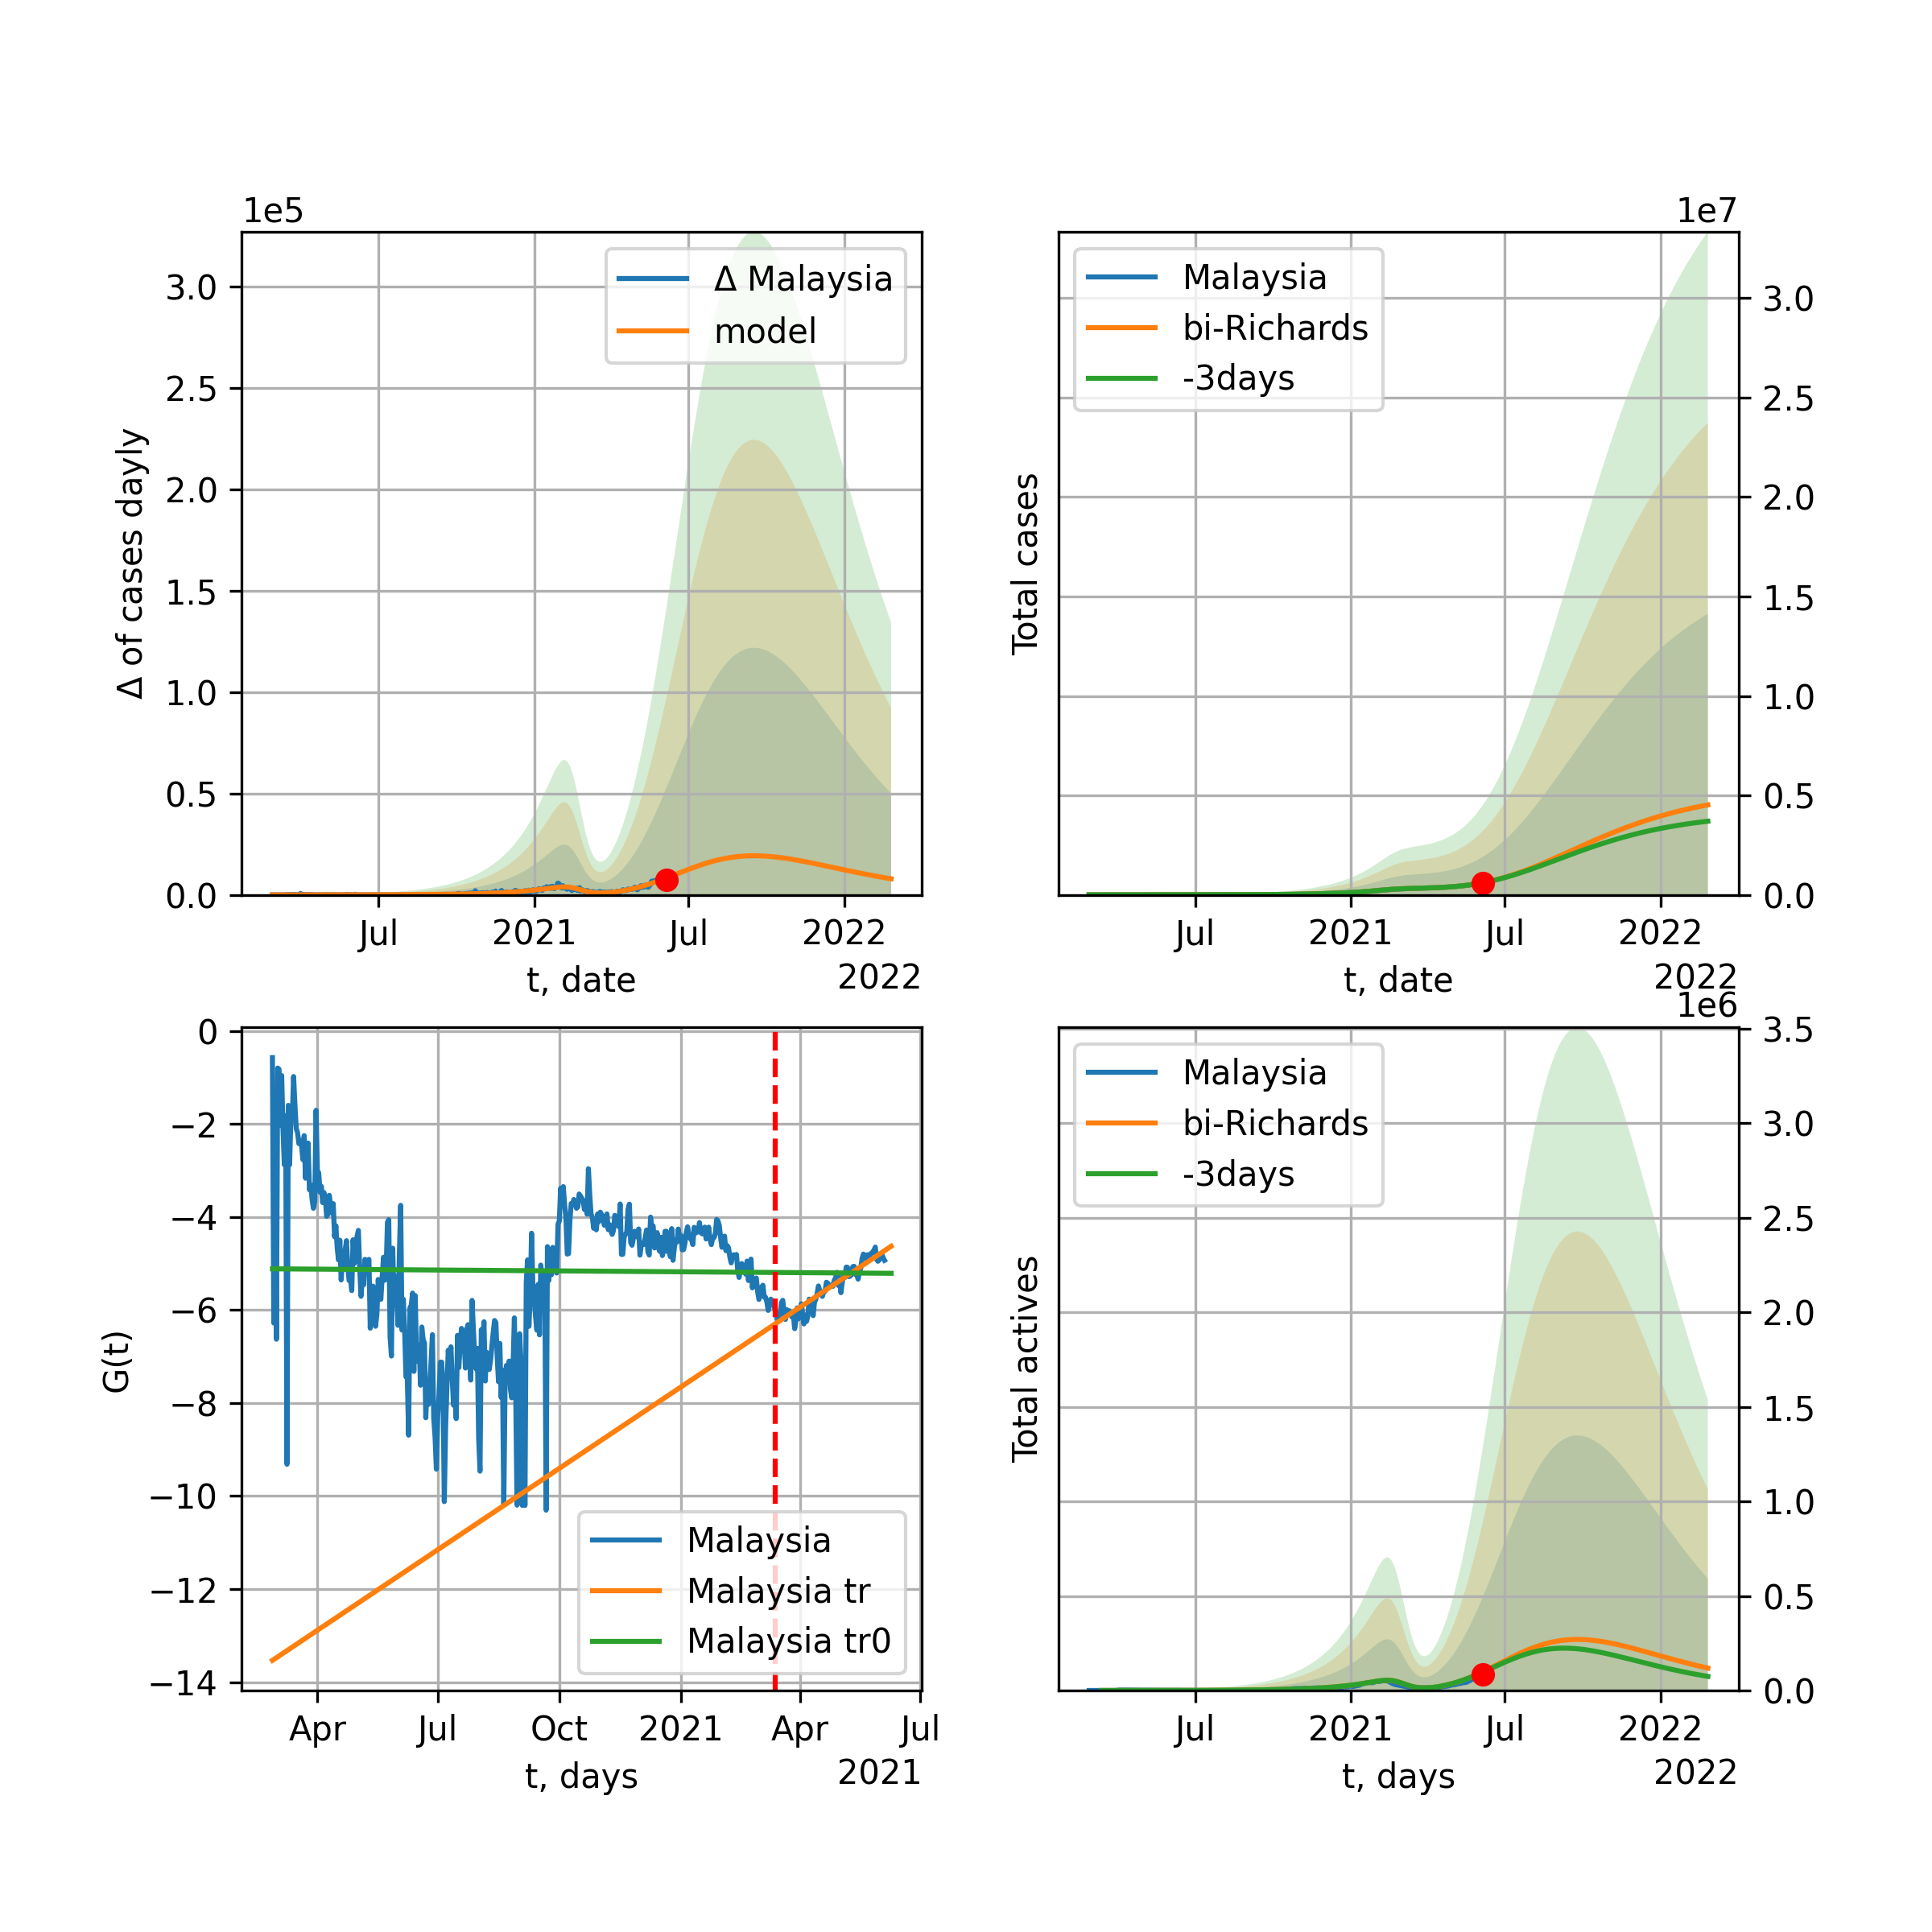 1e5
Δ of cases dayly
3.0
2.5
2.0
1.5
1.0
0.5
0.0
Δ Malaysia
model
Jul
2021
Jul
2022
t, date
2022
1e7
Total cases
Malaysia
bi-Richards
-3days
3.0
2.5
2.0
1.5
1.0
0.5
0.0
Jul
2021
Jul
2022
t, date
2022
G(t)
0
−2
−4
−6
−8
−10
−12
−14
Malaysia
Malaysia tr
Malaysia tr0
Apr
Jul
Oct
2021
Apr
Jul
t, days
2021
1e6
Total actives
Malaysia
bi-Richards
-3days
3.5
3.0
2.5
2.0
1.5
1.0
0.5
0.0
Jul
2021
Jul
2022
t, days
2022